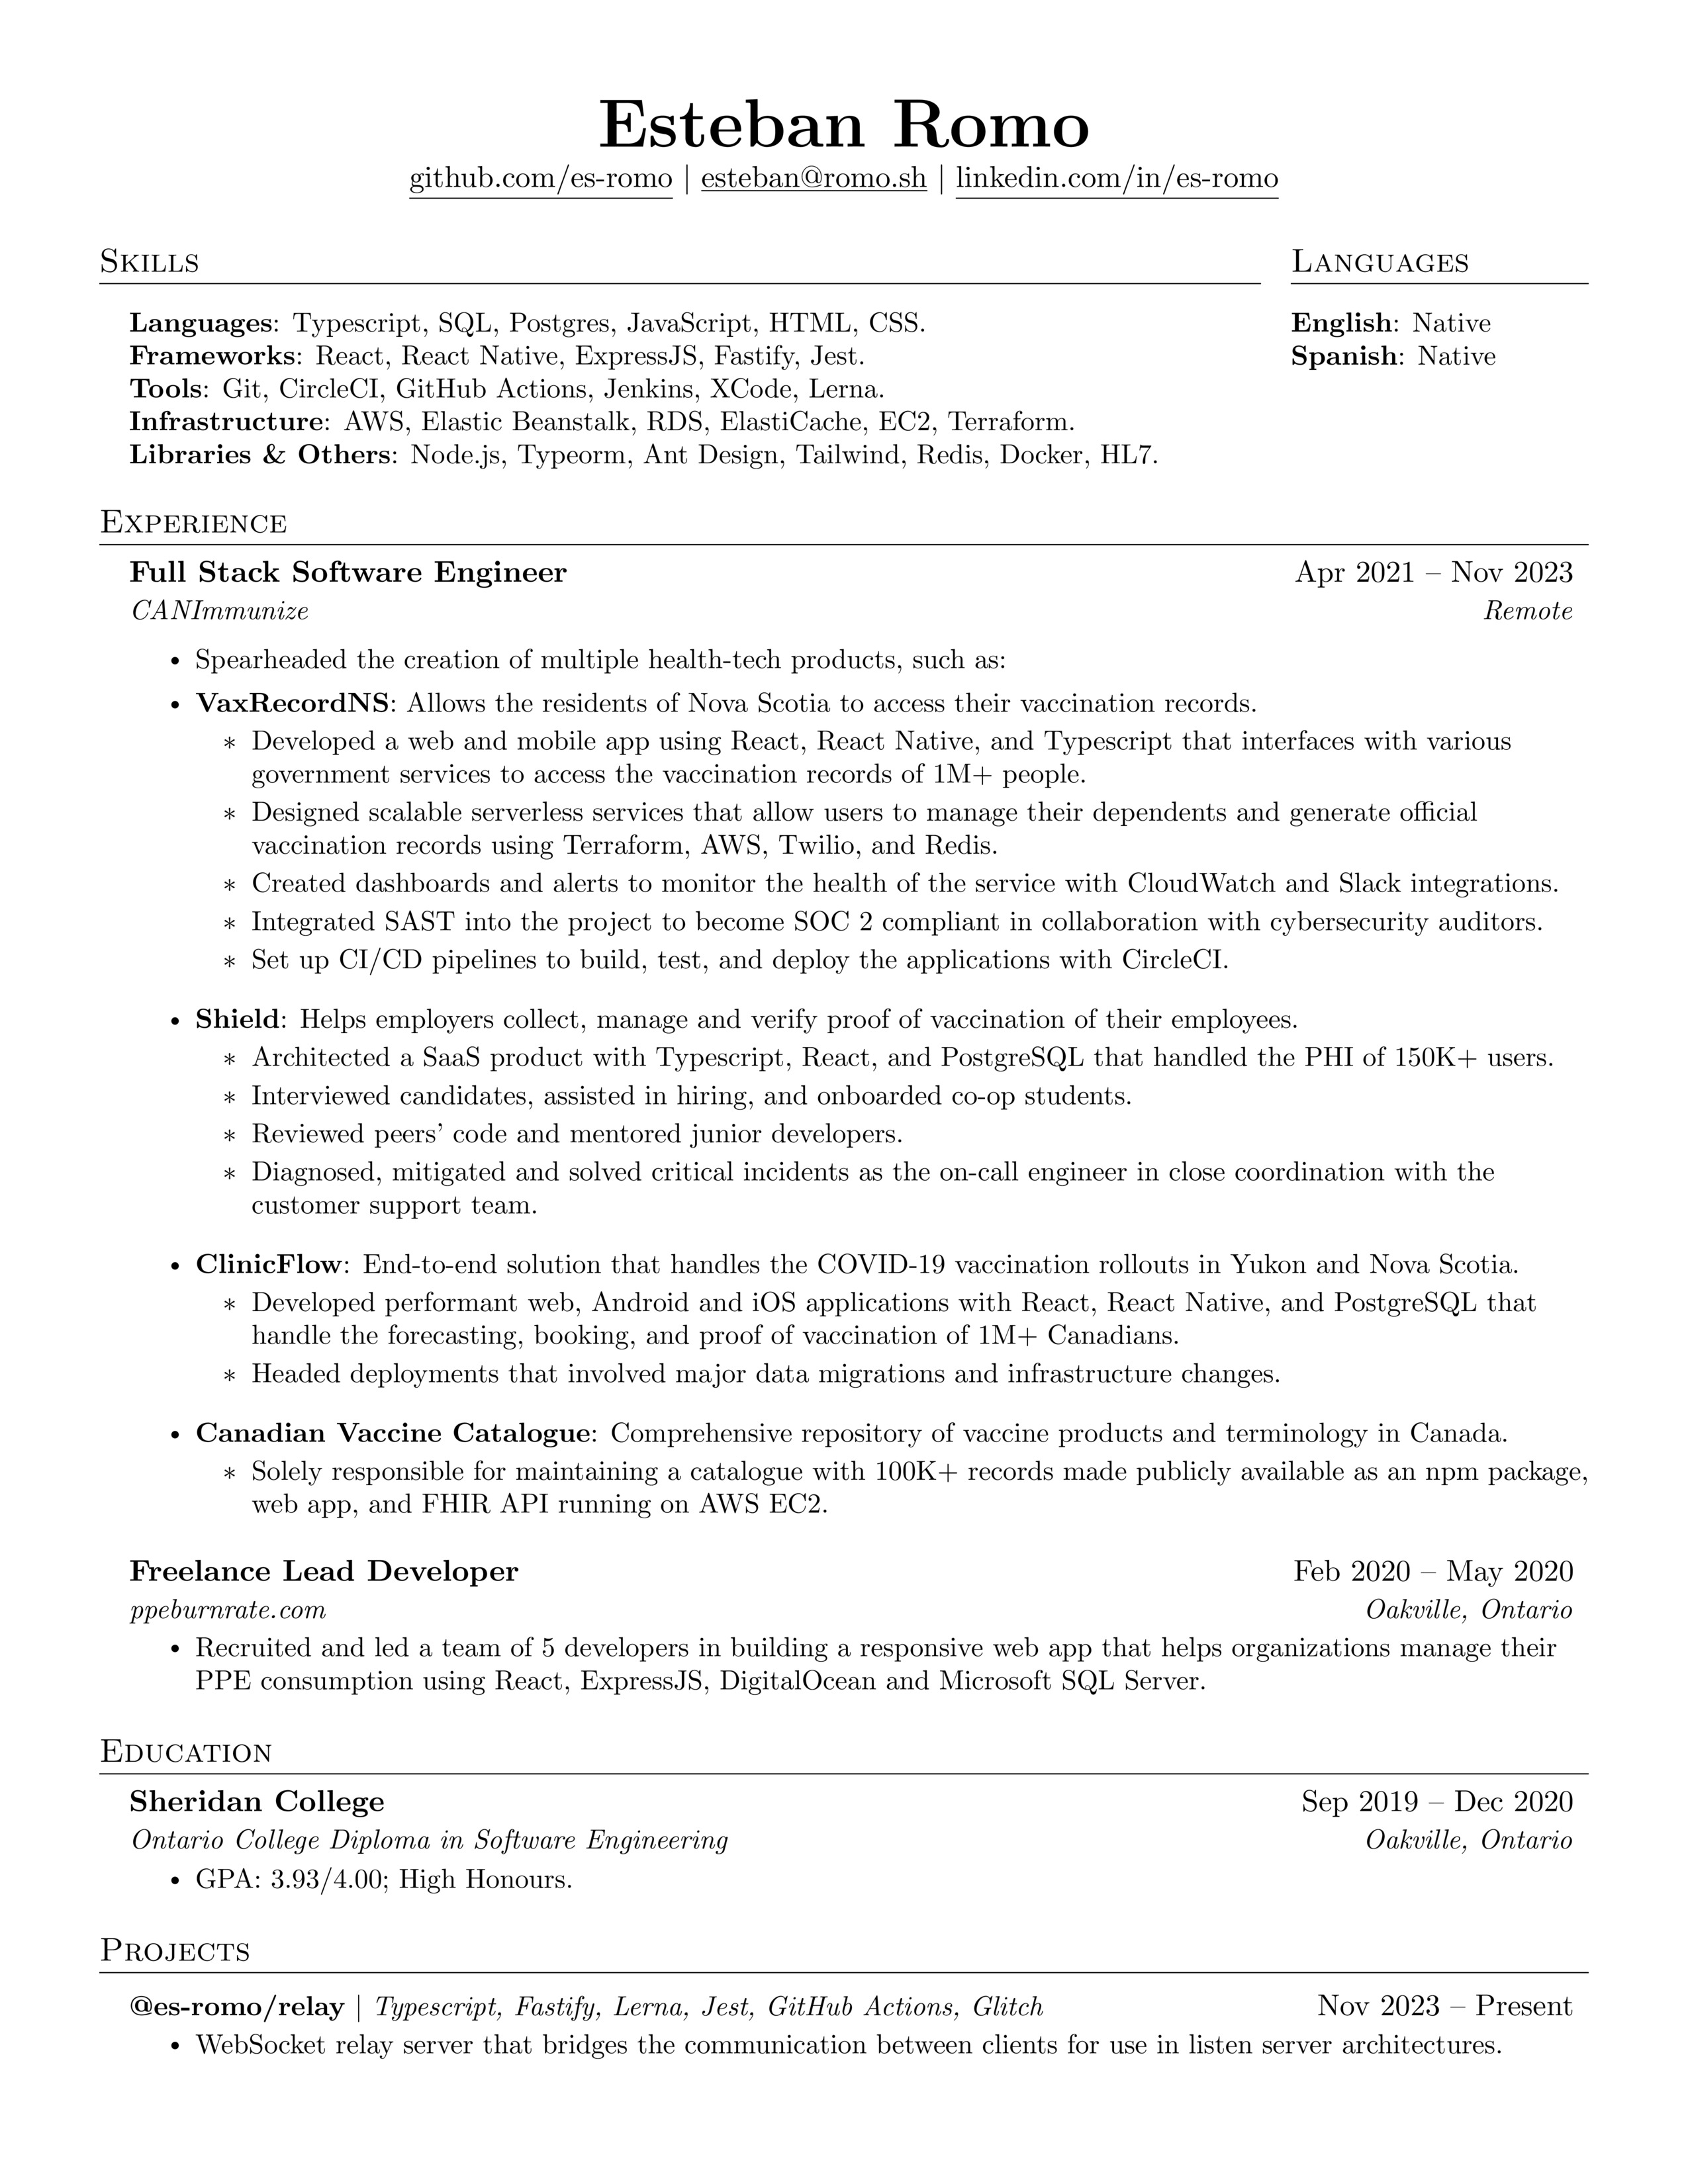 Esteban Romo
github.com/es-romo | esteban@romo.sh | linkedin.com/in/es-romo
Skills
Languages: Typescript, SQL, Postgres, JavaScript, HTML, CSS.
Frameworks: React, React Native, ExpressJS, Fastify, Jest.
Tools: Git, CircleCI, GitHub Actions, Jenkins, XCode, Lerna.
Infrastructure: AWS, Elastic Beanstalk, RDS, ElastiCache, EC2, Terraform.
Libraries & Others: Node.js, Typeorm, Ant Design, Tailwind, Redis, Docker, HL7.
Languages
English: Native
Spanish: Native
Experience
Full Stack Software Engineer Apr 2021 – Nov 2023
CANImmunize Remote
• Spearheaded the creation of multiple health-tech products, such as:
• VaxRecordNS: Allows the residents of Nova Scotia to access their vaccination records.
∗ Developed a web and mobile app using React, React Native, and Typescript that interfaces with various
government services to access the vaccination records of 1M+ people.
∗ Designed scalable serverless services that allow users to manage their dependents and generate official
vaccination records using Terraform, AWS, Twilio, and Redis.
∗ Created dashboards and alerts to monitor the health of the service with CloudWatch and Slack integrations.
∗ Integrated SAST into the project to become SOC 2 compliant in collaboration with cybersecurity auditors.
∗ Set up CI/CD pipelines to build, test, and deploy the applications with CircleCI.
• Shield: Helps employers collect, manage and verify proof of vaccination of their employees.
∗ Architected a SaaS product with Typescript, React, and PostgreSQL that handled the PHI of 150K+ users.
∗ Interviewed candidates, assisted in hiring, and onboarded co-op students.
∗ Reviewed peers' code and mentored junior developers.
∗ Diagnosed, mitigated and solved critical incidents as the on-call engineer in close coordination with the
customer support team.
• ClinicFlow: End-to-end solution that handles the COVID-19 vaccination rollouts in Yukon and Nova Scotia.
∗ Developed performant web, Android and iOS applications with React, React Native, and PostgreSQL that
handle the forecasting, booking, and proof of vaccination of 1M+ Canadians.
∗ Headed deployments that involved major data migrations and infrastructure changes.
• Canadian Vaccine Catalogue: Comprehensive repository of vaccine products and terminology in Canada.
∗ Solely responsible for maintaining a catalogue with 100K+ records made publicly available as an npm package,
web app, and FHIR API running on AWS EC2.
Freelance Lead Developer Feb 2020 – May 2020
ppeburnrate.com Oakville, Ontario
• Recruited and led a team of 5 developers in building a responsive web app that helps organizations manage their
PPE consumption using React, ExpressJS, DigitalOcean and Microsoft SQL Server.
Education
Sheridan College Sep 2019 – Dec 2020
Ontario College Diploma in Software Engineering Oakville, Ontario
• GPA: 3.93/4.00; High Honours.
Projects
@es-romo/relay | Typescript, Fastify, Lerna, Jest, GitHub Actions, Glitch Nov 2023 – Present
• WebSocket relay server that bridges the communication between clients for use in listen server architectures.